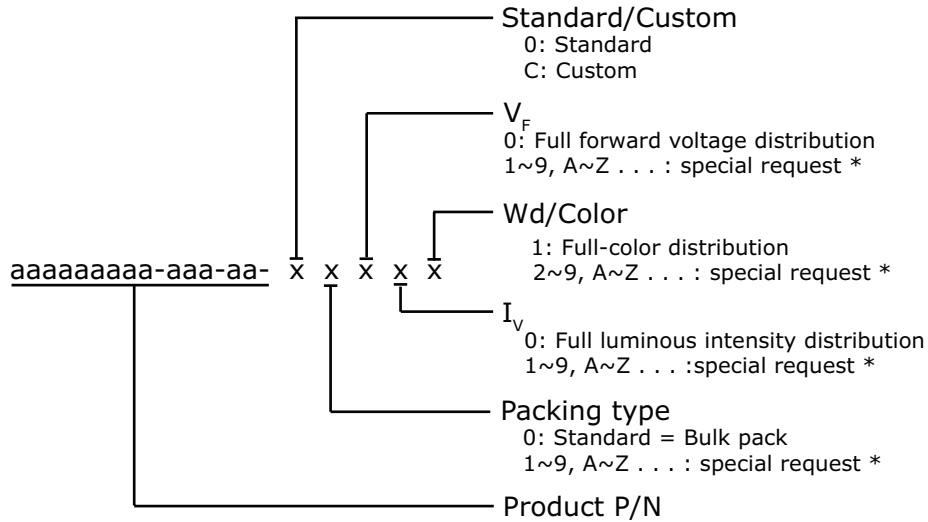 Standard/Custom
0: Standard
C: Custom
VF
0: Full forward voltage distribution
1~9, A~Z . . . : special request *
Wd/Color
1: Full-color distribution
2~9, A~Z . . . : special request *
aaaaaaaaa-aaa-aa- x x x x x
IV
0: Full luminous intensity distribution
1~9, A~Z . . . :special request *
Packing type
0: Standard = Bulk pack
1~9, A~Z . . . : special request *
Product P/N